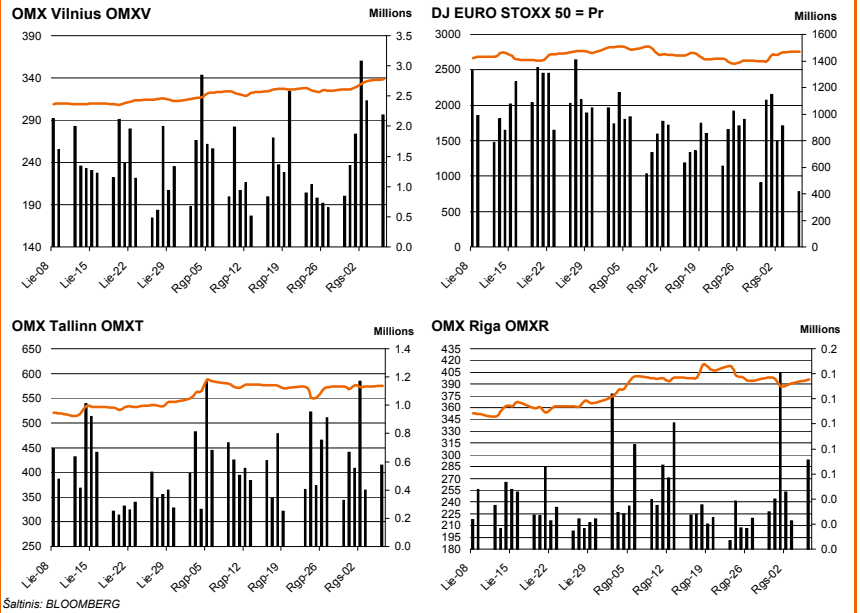 OMX Vilnius OMXV
Millions
390
340
290
240
190
140
3.5
3.0
2.5
2.0
1.5
1.0
0.5
0.0
Lie-08
Lie-15
Lie-22
Lie-29
Rgp-05
Rgp-12
Rgp-19
Rgp-26
Rgs-02
DJ EURO STOXX 50 = Pr
Millions
3000
2500
2000
1500
1000
500
0
1600
1400
1200
1000
800
600
400
200
0
Lie-08
Lie-15
Lie-22
Lie-29
Rgp-05
Rgp-12
Rgp-19
Rgp-26
Rgs-02
OMX Tallinn OMXT
Millions
650
600
550
500
450
400
350
300
250
1.4
1.2
1.0
0.8
0.6
0.4
0.2
0.0
Lie-08
Lie-15
Lie-22
Lie-29
Rgp-05
Rgp-12
Rgp-19
Rgp-26
Rgs-02
OMX Riga OMXR
Millions
435
420
405
390
375
360
345
330
315
300
285
270
255
240
225
210
195
180
0.2
0.1
0.1
0.1
0.1
0.1
0.0
0.0
0.0
Lie-08
Lie-15
Lie-22
Lie-29
Rgp-05
Rgp-12
Rgp-19
Rgp-26
Rgs-02
Šaltinis: BLOOMBERG